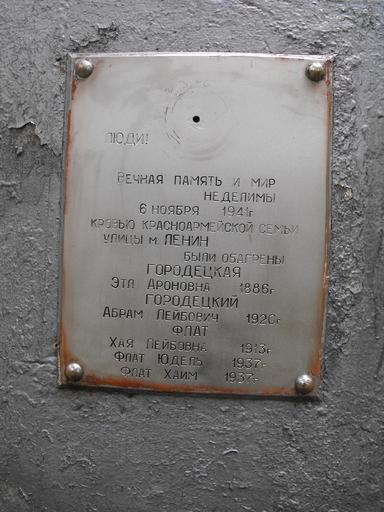 ЛЮДИ!
ВЕЧНАЯ ПАМЯТЬ И МИР
НЕДЕЛИМЫ
6 НОЯБРЯ 1941г
КРОВЬЮ КРАСНОАРМЕЙСКОЙ СЕМЬИ
УЛИЦЫ М. ЛЕНИН
БЫЛИ ОБАГРЕНЫ
ГОРОДЕЦКАЯ
ЭТЛ АРОНОВНА 1886г
ГОРОДЕЦКИЙ
АБРАМ ЛЕЙБОВИЧ 1920г
ФЛАТ
ХАЯ ЛЕЙБОВНА 1913г
ФЛАТ ЮДЕЛЬ 1937г
ФЛАТ ХАИМ 1937г